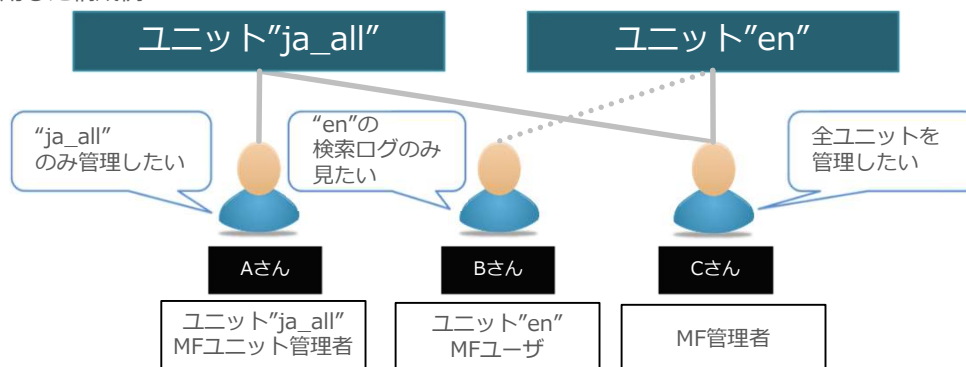 ユニット”ja_all”
ユニット”en”
“ja_all”
のみ管理したい
“en”の
検索ログのみ
見たい
全ユニットを
管理したい
Aさん
Bさん
Cさん
ユニット”ja_all”
MFユニット管理者
ユニット”en”
MFユーザ
MF管理者